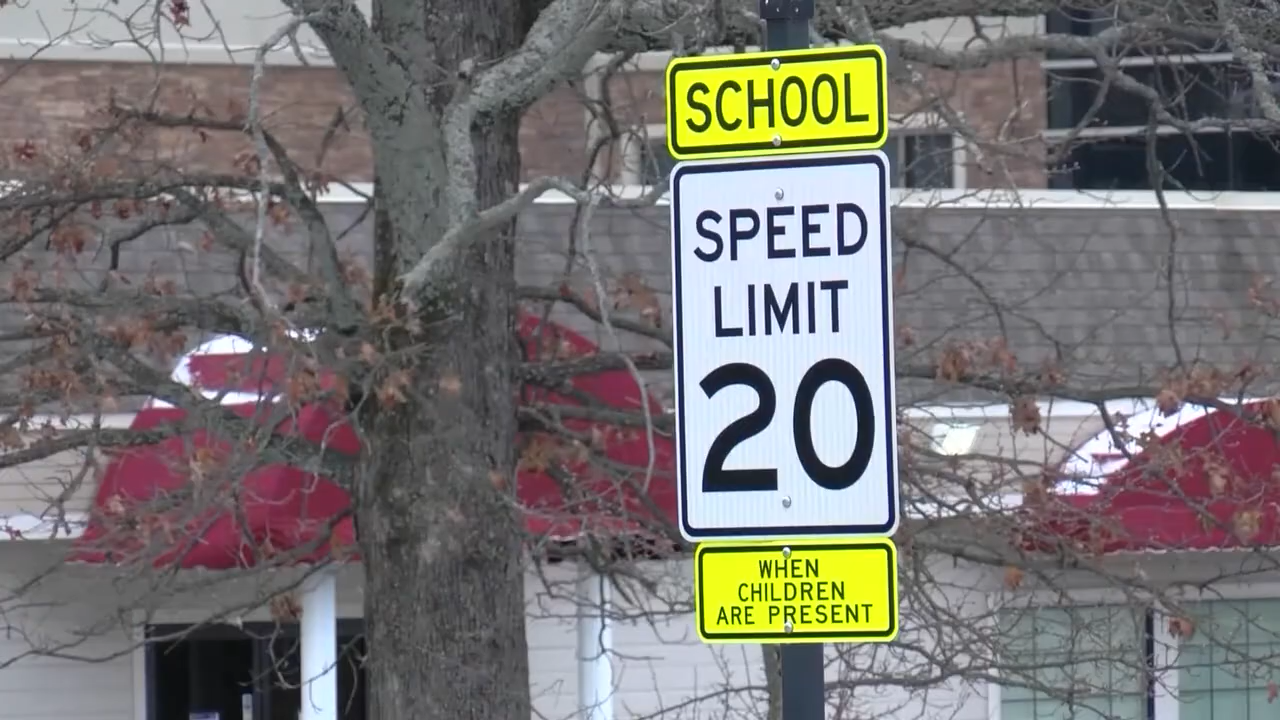 SCHOOL
SPEED
LIMIT
20
WHEN
CHILDREN
ARE PRESENT